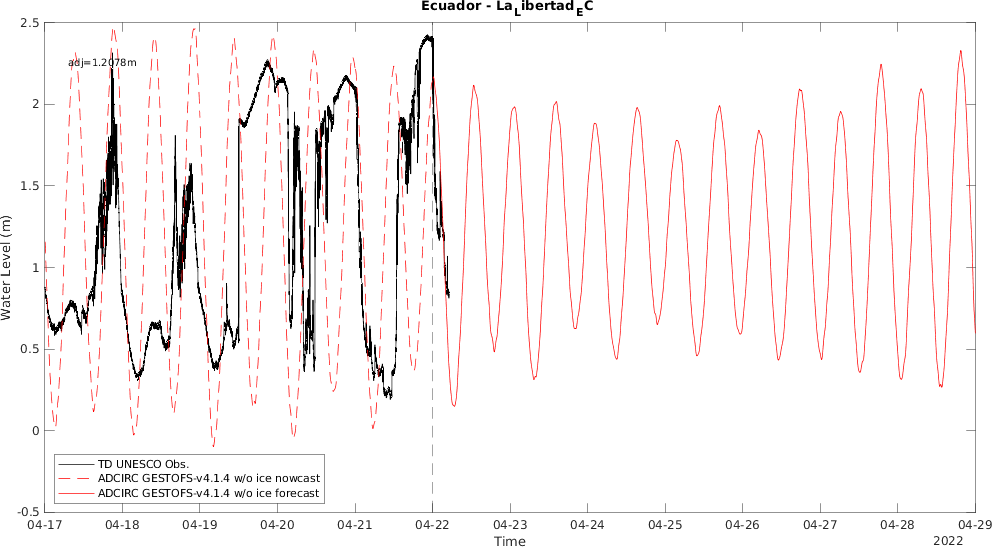 Ecuador - LaLibertadEC
2.5
adj=1.2078m
2
1.5
1
0.5
0
-0.5
Water Level (m)
TD UNESCO Obs.
ADCIRC GESTOFS-v4.1.4 w/o ice nowcast
ADCIRC GESTOFS-v4.1.4 w/o ice forecast
04-17 04-18 04-19 04-20 04-21 04-22 04-23 04-24 04-25 04-26 04-27 04-28 04-29
Time
2022